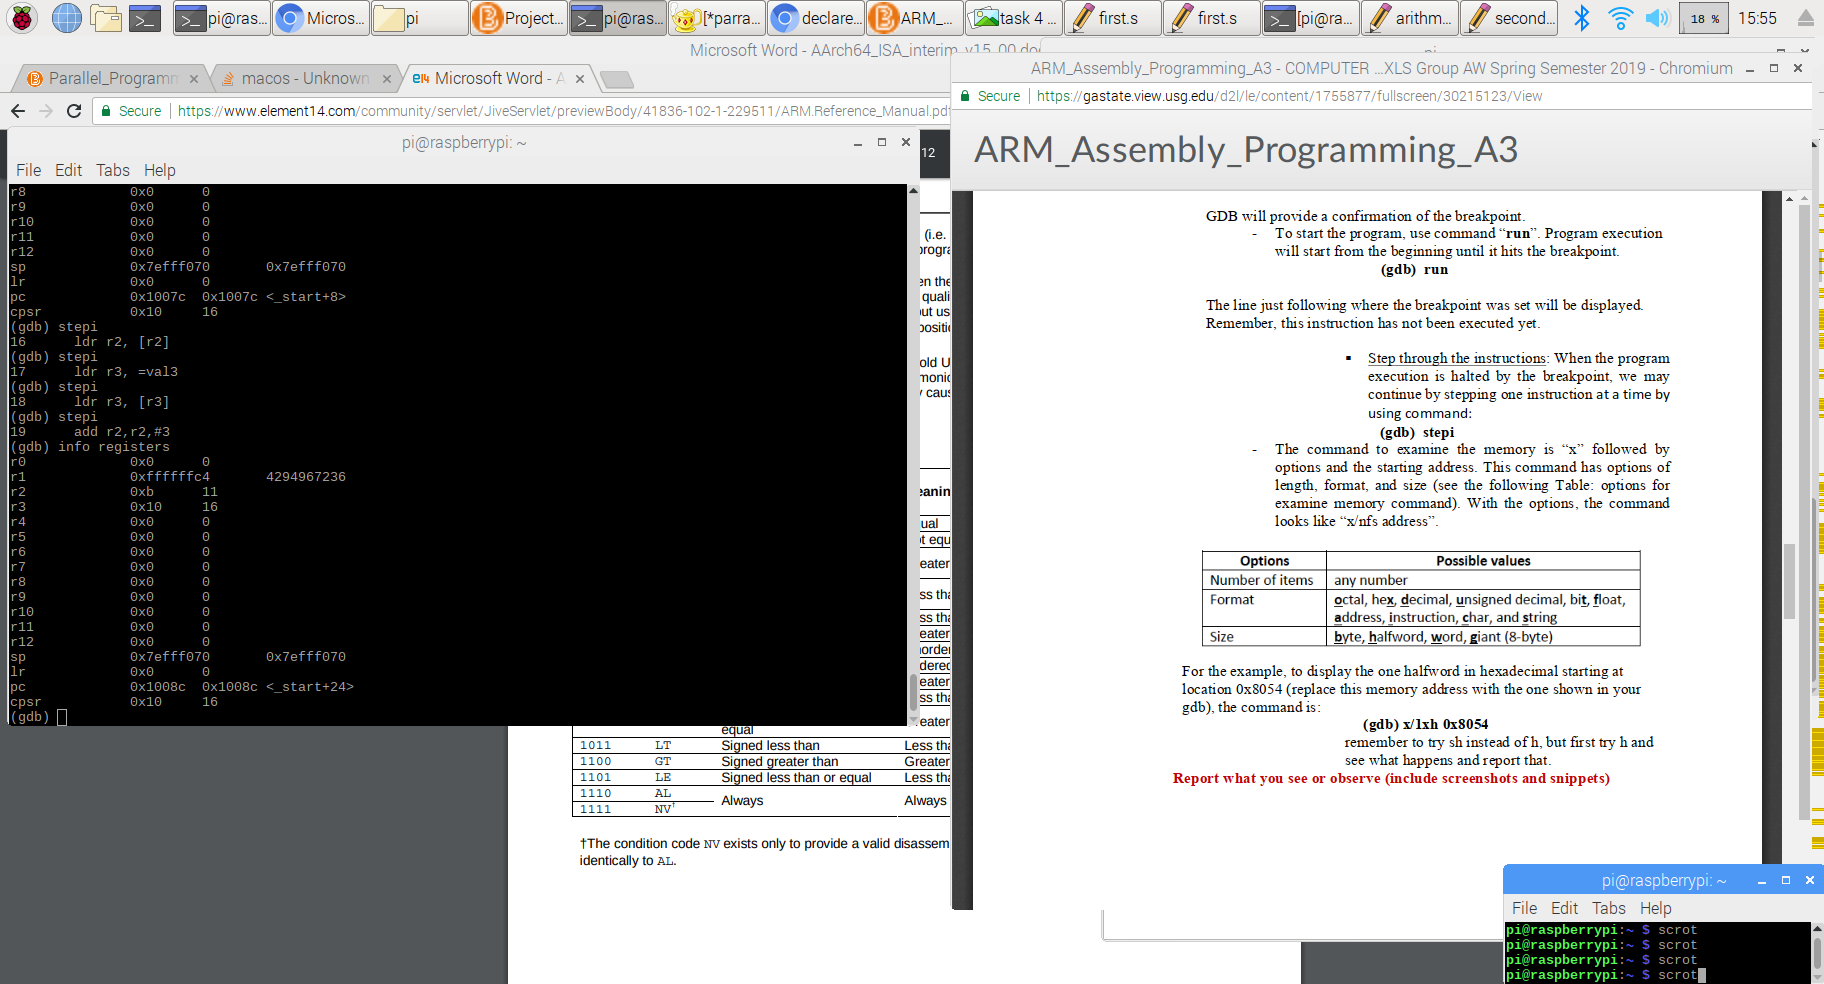 pi@ras...
Micros...
pi
Project...
pi@ras...
[*parra...
declare...
ARM_...
task 4 ...
first.s
first.s
[pi@ra...
arithm...
second...
18 %
15:55
Microsoft Word - AArch64_ISA_interim_v15_00.doc
Parallel_Programm
macos - Unknown
Microsoft Word - A
Secure
https://www.element14.com/community/servlet/JiveServlet/previewBody/41836-102-1-229511/ARM.Reference_Manual.pdf
12
pi@raspberrypi: ~
File Edit Tabs Help
r8 0x0 0
r9 0x0 0
r10 0x0 0
r11 0x0 0
r12 0x0 0
sp 0x7efff070 0x7efff070
lr 0x0 0
pc 0x1007c 0x1007c <_start+8>
cpsr 0x10 16
(gdb) stepi
16 ldr r2, [r2]
(gdb) stepi
17 ldr r3, =val3
(gdb) stepi
18 ldr r3, [r3]
(gdb) stepi
19 add r2,r2,#3
(gdb) info registers
r0 0x0 0
r1 0xffffffc4 4294967236
r2 0xb 11
r3 0x10 16
r4 0x0 0
r5 0x0 0
r6 0x0 0
r7 0x0 0
r8 0x0 0
r9 0x0 0
r10 0x0 0
r11 0x0 0
r12 0x0 0
sp 0x7efff070 0x7efff070
lr 0x0 0
pc 0x1008c 0x1008c <_start+24>
cpsr 0x10 16
(gdb)
equal
1011 LT Signed less than Less tha
1100 GT Signed greater than Greater
1101 LE Signed less than or equal Less tha
1110 AL
Always Always
1111 NV†
†The condition code NV exists only to provide a valid disassem
identically to AL.
ARM_Assembly_Programming_A3 - COMPUTER ...XLS Group AW Spring Semester 2019 - Chromium
Secure
https://gastate.view.usg.edu/d2l/le/content/1755877/fullscreen/30215123/View
ARM_Assembly_Programming_A3
GDB will provide a confirmation of the breakpoint.
- To start the program, use command “run”. Program execution
will start from the beginning until it hits the breakpoint.
(gdb) run
The line just following where the breakpoint was set will be displayed.
Remember, this instruction has not been executed yet.
▪ Step through the instructions: When the program
execution is halted by the breakpoint, we may
continue by stepping one instruction at a time by
using command:
(gdb) stepi
- The command to examine the memory is “x” followed by
options and the starting address. This command has options of
length, format, and size (see the following Table: options for
examine memory command). With the options, the command
looks like “x/nfs address”.
Options Possible values
Number of items any number
Format octal, hex, decimal, unsigned decimal, bit, float,
address, instruction, char, and string
Size byte, halfword, word, giant (8-byte)
For the example, to display the one halfword in hexadecimal starting at
location 0x8054 (replace this memory address with the one shown in your
gdb), the command is:
(gdb) x/1xh 0x8054
remember to try sh instead of h, but first try h and
see what happens and report that.
Report what you see or observe (include screenshots and snippets)
pi@raspberrypi: ~
File Edit Tabs Help
pi@raspberrypi:~ $ scrot
pi@raspberrypi:~ $ scrot
pi@raspberrypi:~ $ scrot
pi@raspberrypi:~ $ scrot